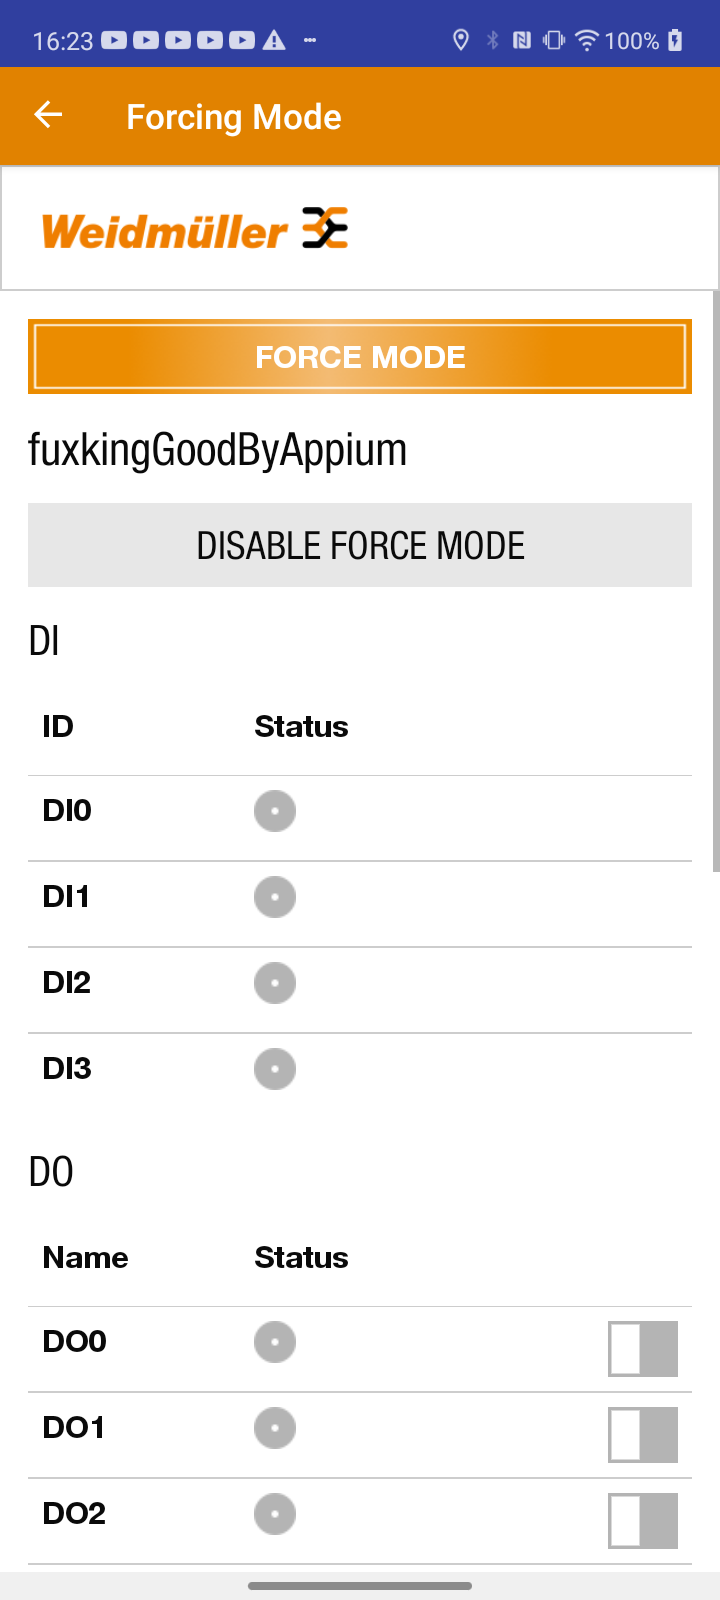 16:23
100%
Forcing Mode
Weidmüller
FORCE MODE
fuxkingGoodByAppium
DISABLE FORCE MODE
DI
ID Status
DI0
DI1
DI2
DI3
DO
Name Status
DO0
DO1
DO2